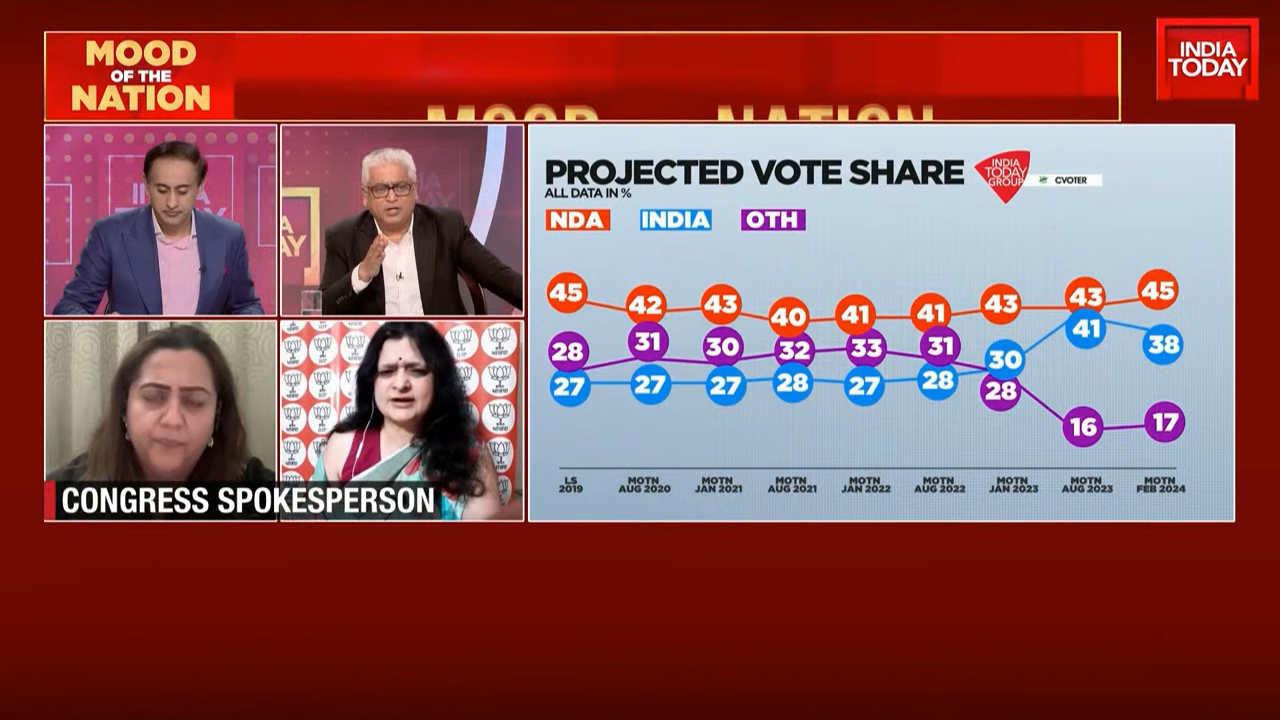 MOOD
OF THE
NATION
MOOD NATION
INDIA
TODAY
PROJECTED VOTE SHARE
INDIA
TODAY
GROUP
CVOTER
ALL DATA IN %
NDA INDIA OTH
45 42 43 40 41 41 43 43 45
28 31 30 32 33 31 30 41 38
27 27 27 28 27 28 28 16 17
LS MOTN MOTN MOTN MOTN MOTN MOTN MOTN MOTN
2019 AUG 2020 JAN 2021 AUG 2021 JAN 2022 AUG 2022 JAN 2023 AUG 2023 FEB 2024
CONGRESS SPOKESPERSON